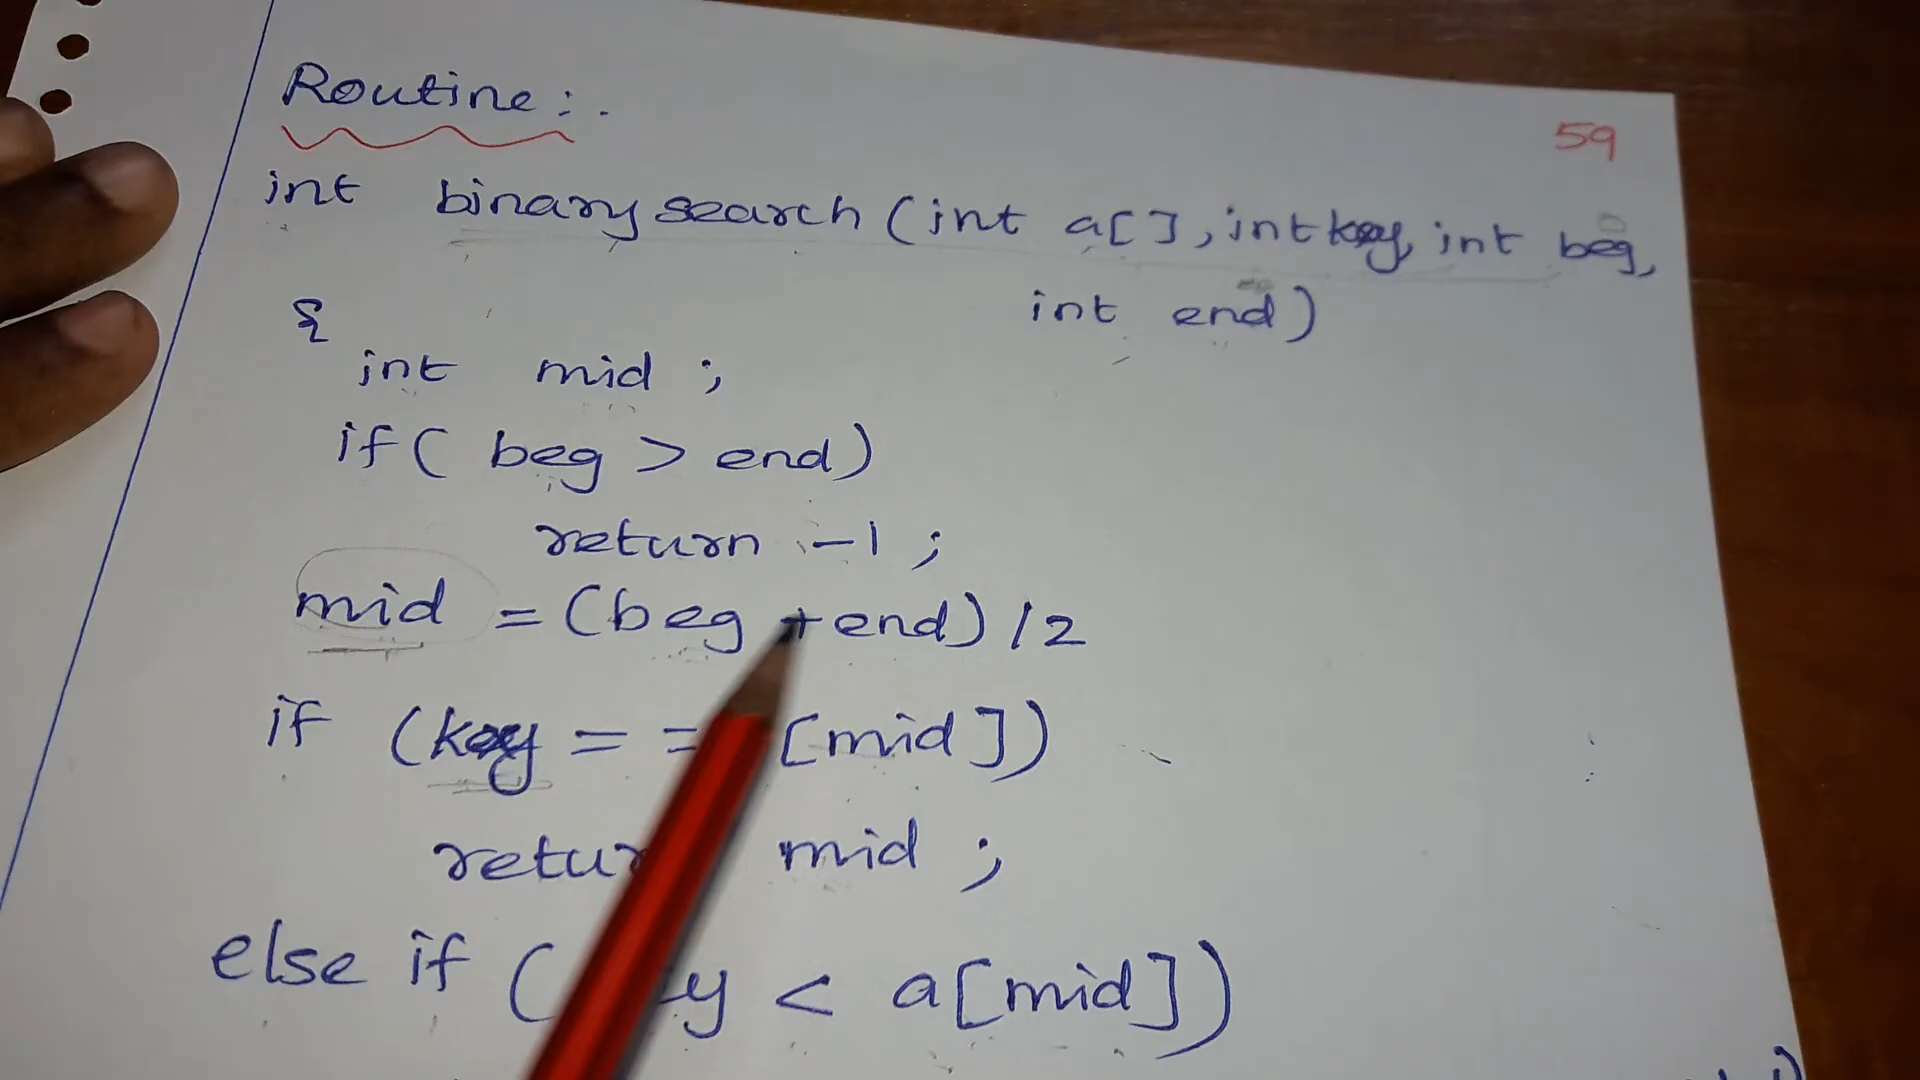 Routine :.
59
int binarysearch (int a[], int key, int beg,
int end)
{
int mid ;
if( beg > end)
return -1 ;
mid = (beg +end) /2
if (key = = [mid])
mid ;
else if ( < a[mid])